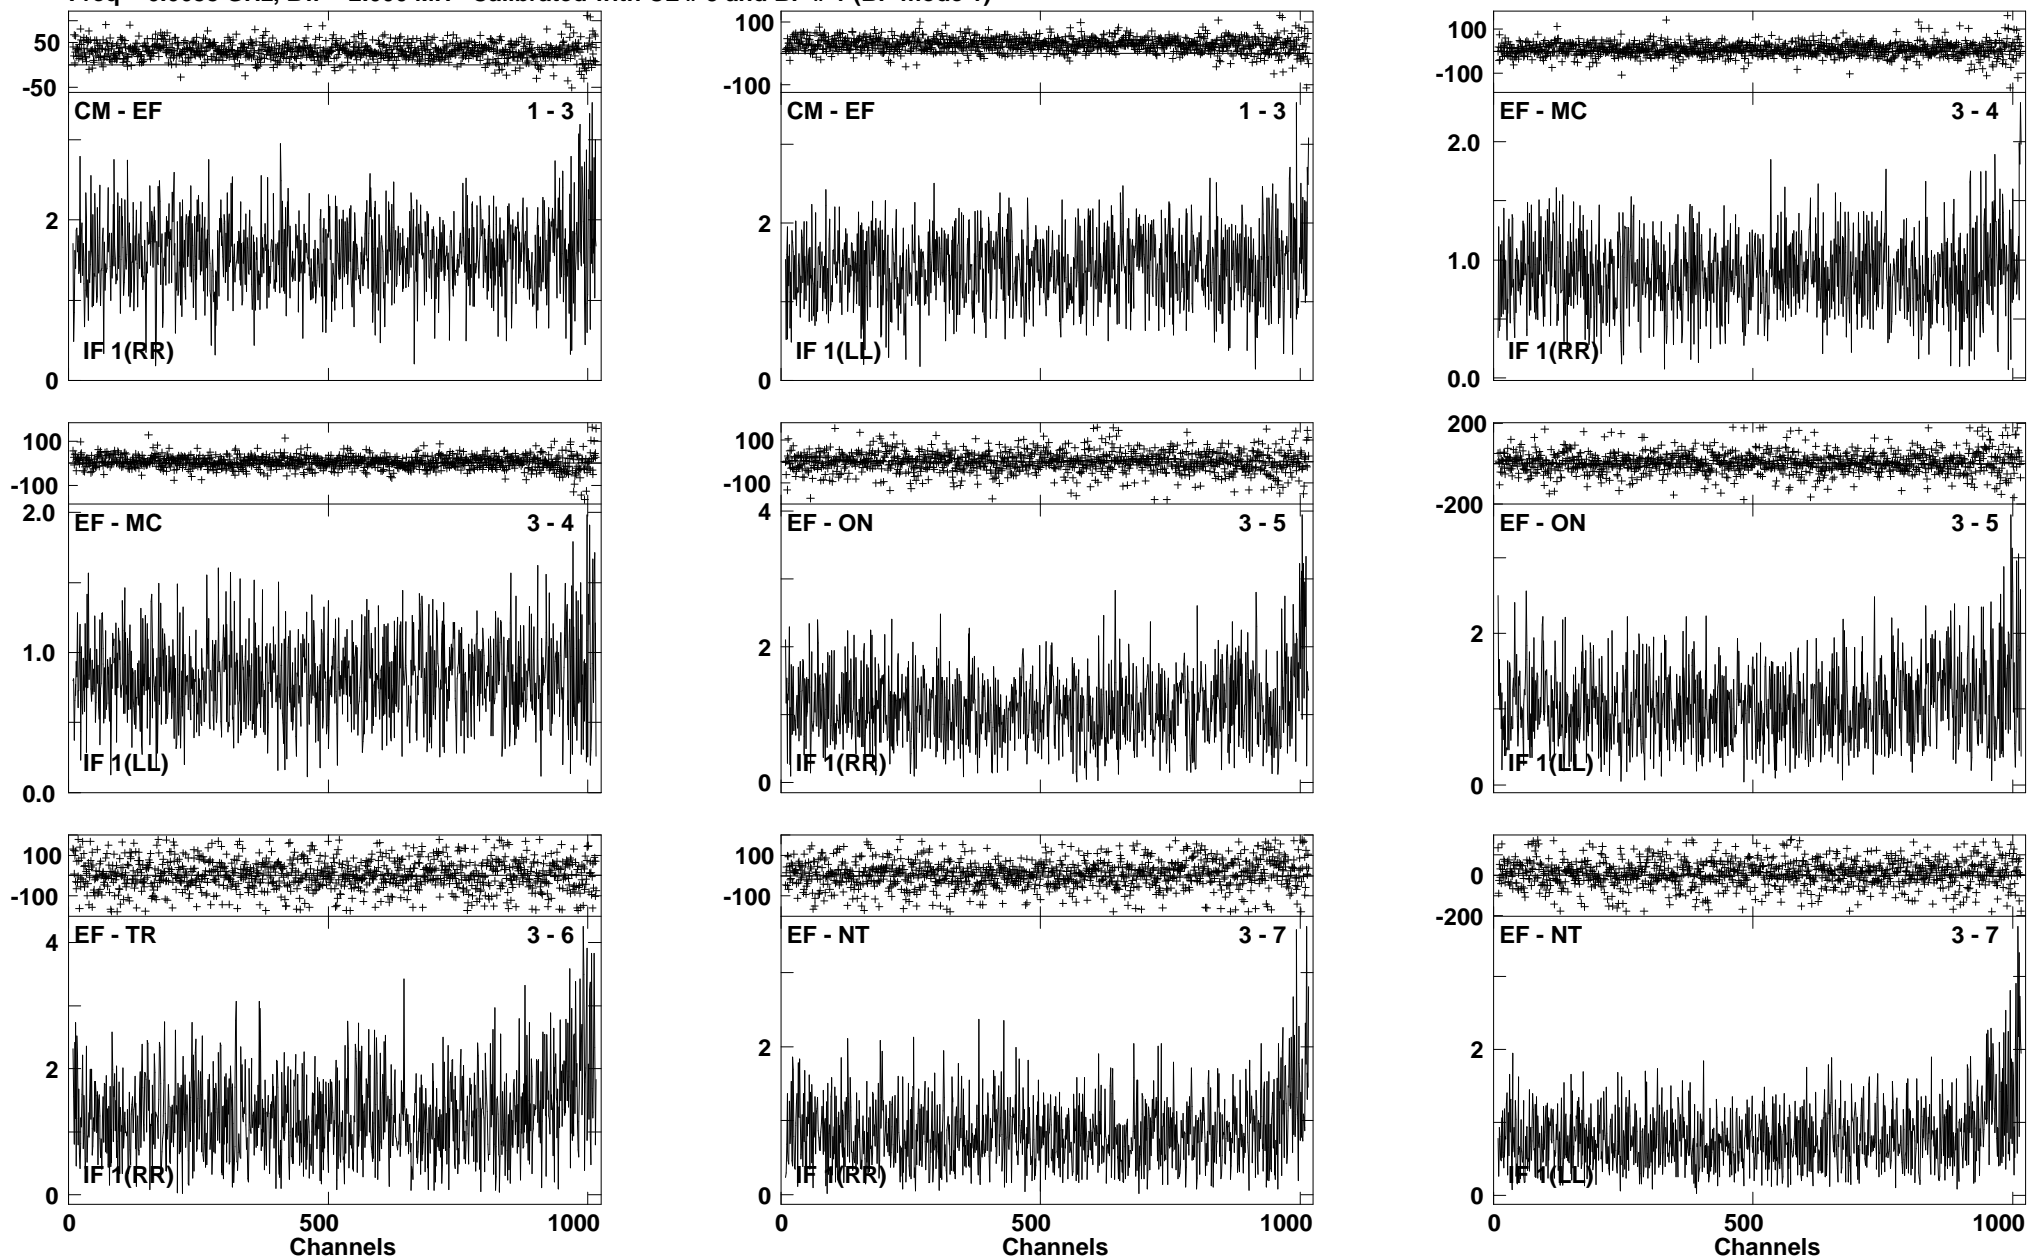 50
-50
CM - EF 1 - 3
2
0
IF 1(RR)
100
-100
CM - EF 1 - 3
2
0
IF 1(LL)
100
-100
EF - MC 3 - 4
2.0
1.0
0.0
IF 1(RR)
100
-100
2.0
EF - MC 3 - 4
1.0
0.0
IF 1(LL)
100
-100
4
EF - ON 3 - 5
2
0
IF 1(RR)
200
-200
EF - ON 3 - 5
2
0
IF 1(LL)
100
-100
EF - TR 3 - 6
4
2
0
IF 1(RR)
0 500 1000
Channels
100
-100
EF - NT 3 - 7
2
0
IF 1(RR)
0 500 1000
Channels
0
-200
EF - NT 3 - 7
2
0
IF 1(LL)
0 500 1000
Channels